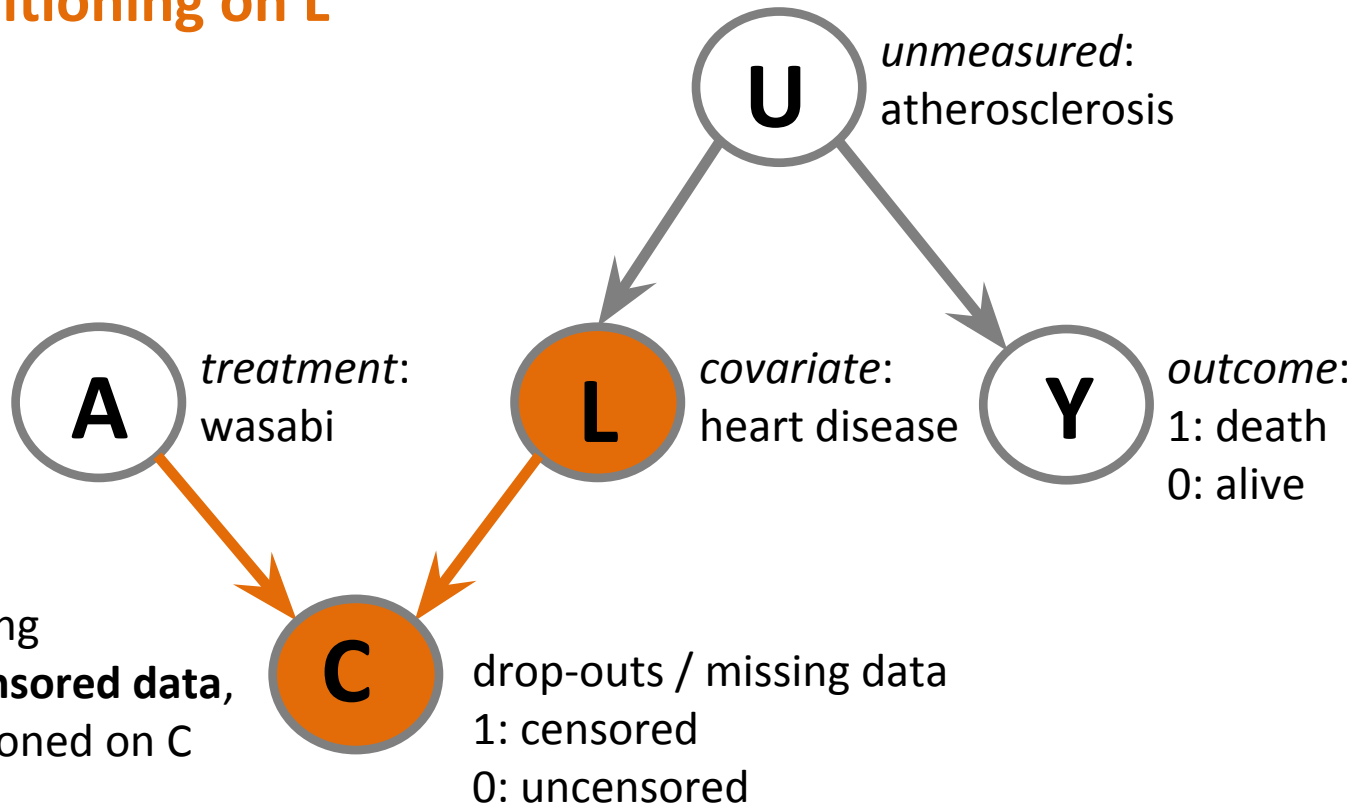 itioning on L
U
unmeasured:
atherosclerosis
A
treatment:
wasabi
L
covariate:
heart disease
Y
outcome:
1: death
0: alive
ng
nsored data,
oned on C
C
drop-outs / missing data
1: censored
0: uncensored